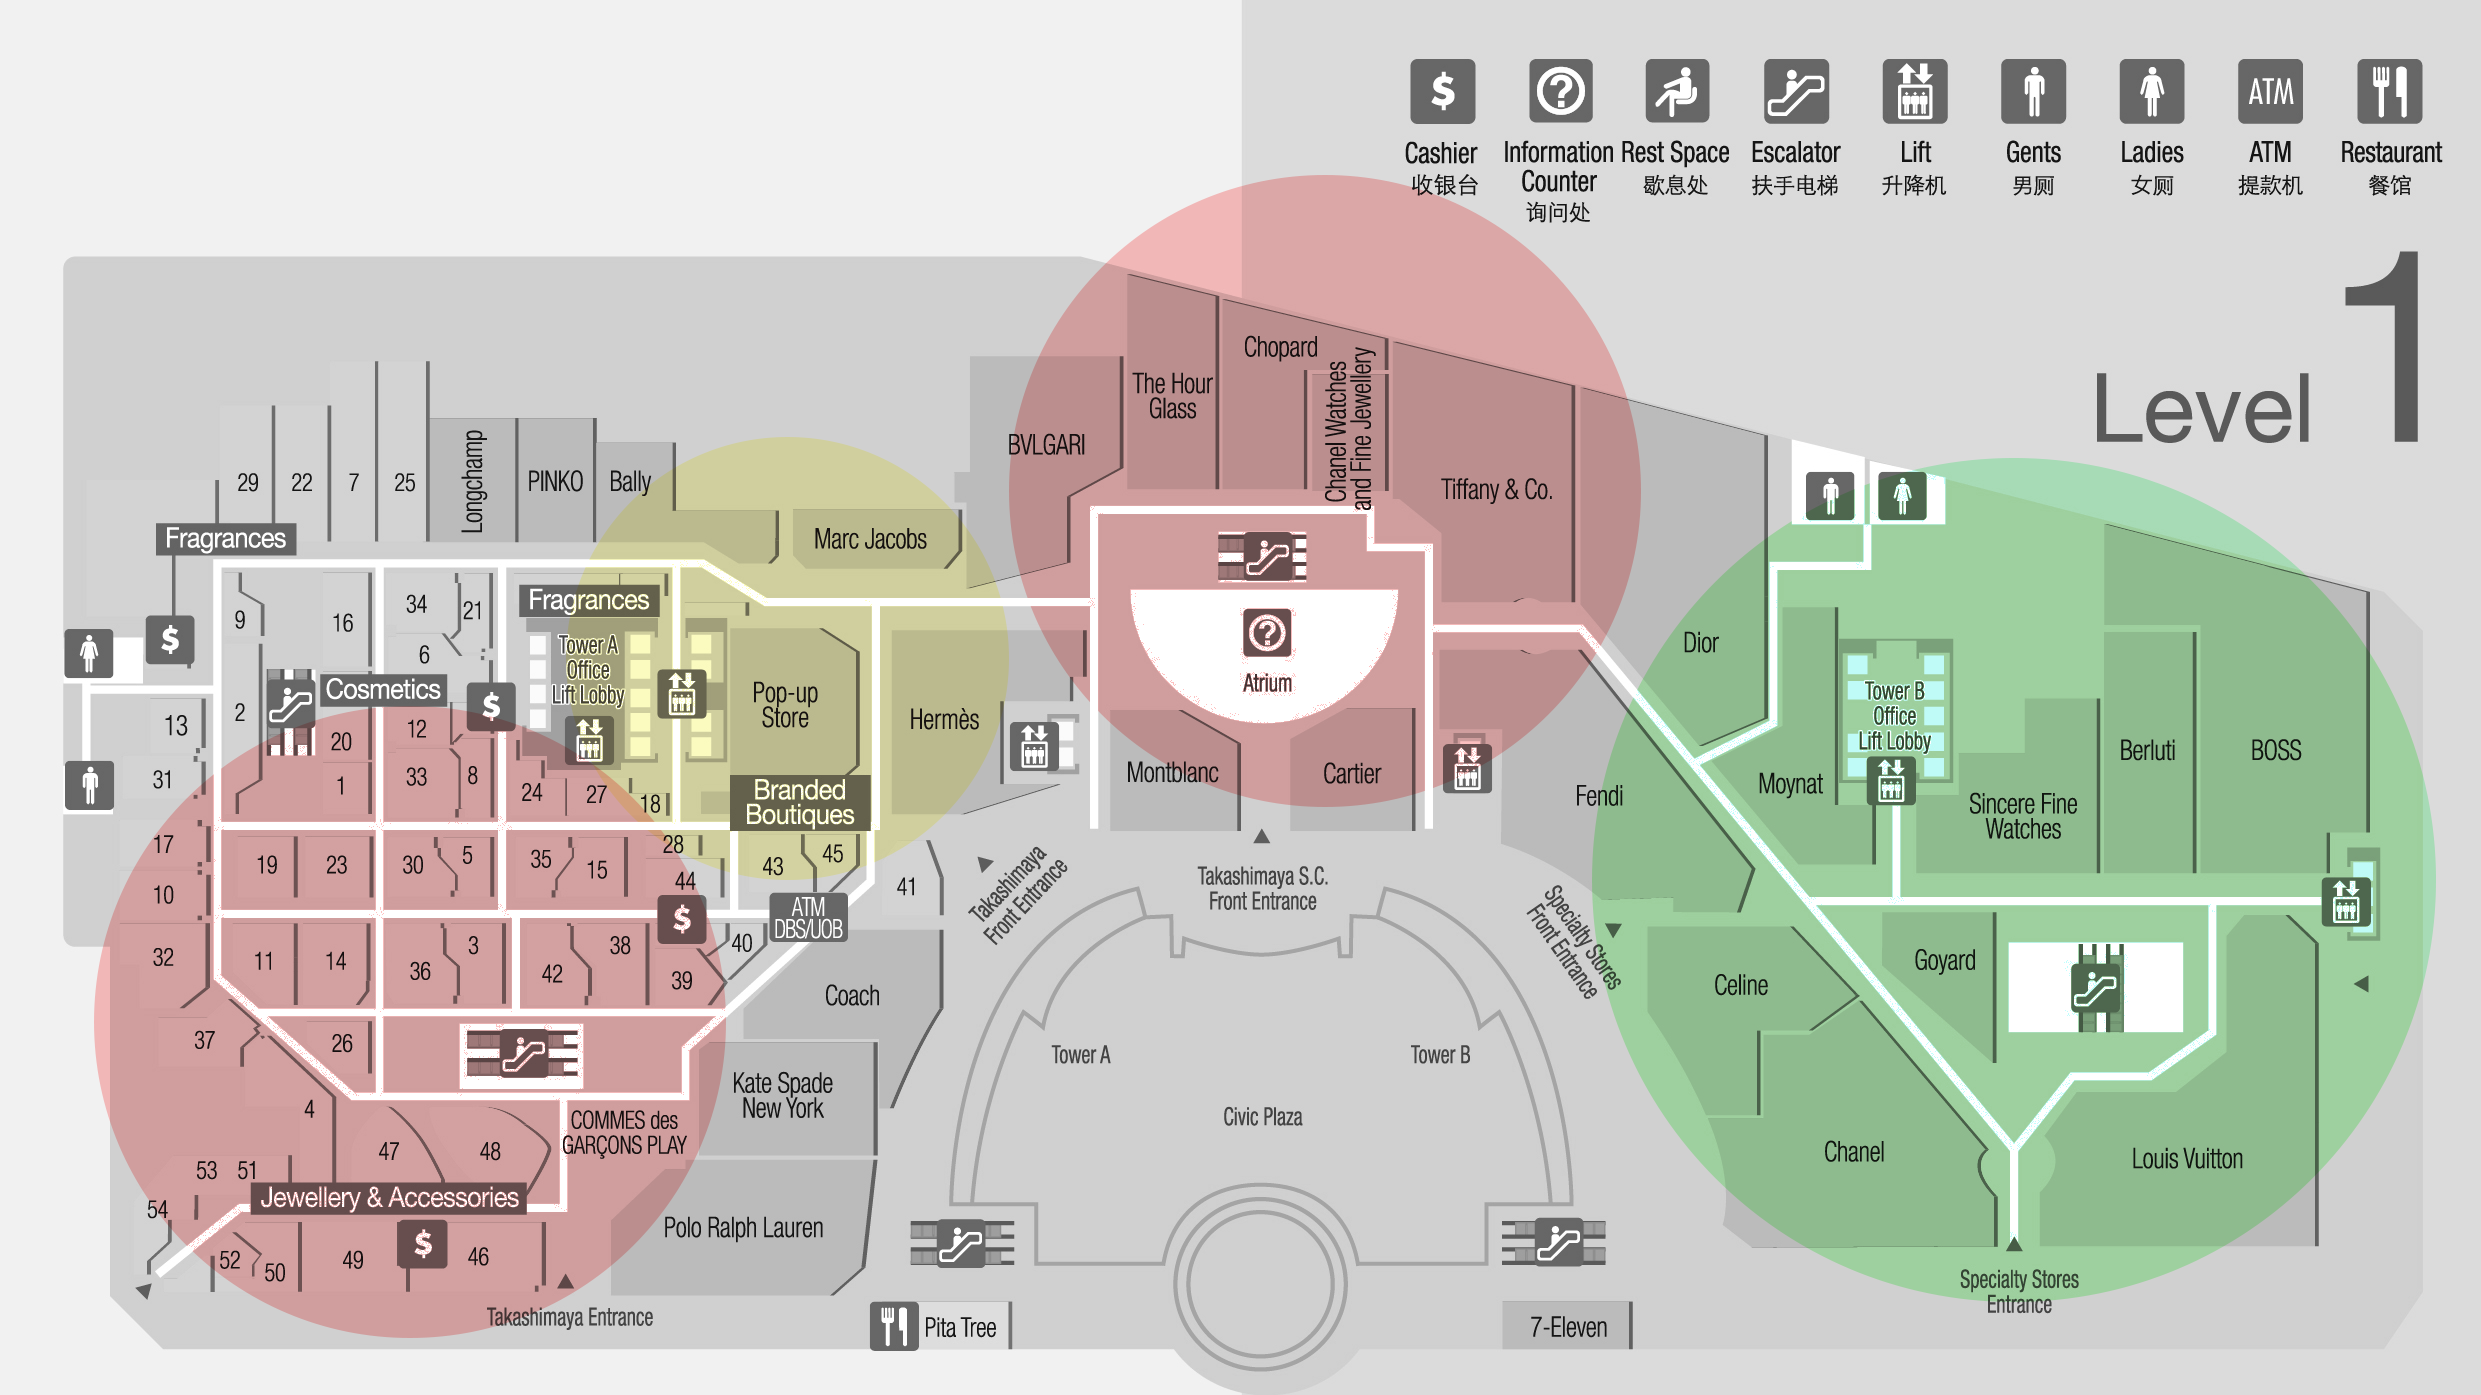 $
?
ATM
Cashier
Information
Counter
Rest Space
Escalator
Lift
Gents
Ladies
ATM
Restaurant
收银台
询问处
歇息处
扶手电梯
升降机
男厕
女厕
提款机
餐馆
Level 1
29
22
7
25
Longchamp
PINKO
Bally
Marc Jacobs
BVLGARI
The Hour
Glass
Chopard
Chanel Watches
and Fine Jewellery
Tiffany & Co.
Fragrances
9
16
34
21
6
Fragrances
Tower A
Office
Lift Lobby
$
Cosmetics
$
2
13
20
12
31
1
33
8
24
27
18
Pop-up
Store
Branded
Boutiques
Hermès
?
Atrium
Montblanc
Cartier
Dior
Fendi
Moynat
Tower B
Office
Lift Lobby
Sincere Fine
Watches
Berluti
BOSS
17
19
23
30
5
35
15
28
44
43
45
41
10
$
ATM
DBS/UOB
Takashimaya
Front Entrance
Takashimaya S.C.
Front Entrance
Specialty Stores
Front Entrance
32
11
14
36
3
42
38
39
40
Coach
Celine
Goyard
37
26
4
47
48
COMMES des
GARÇONS PLAY
Kate Spade
New York
Tower A
Tower B
Civic Plaza
Chanel
Louis Vuitton
53
51
54
Jewellery & Accessories
52
50
49
$
46
Polo Ralph Lauren
Takashimaya Entrance
Pita Tree
7-Eleven
Specialty Stores
Entrance